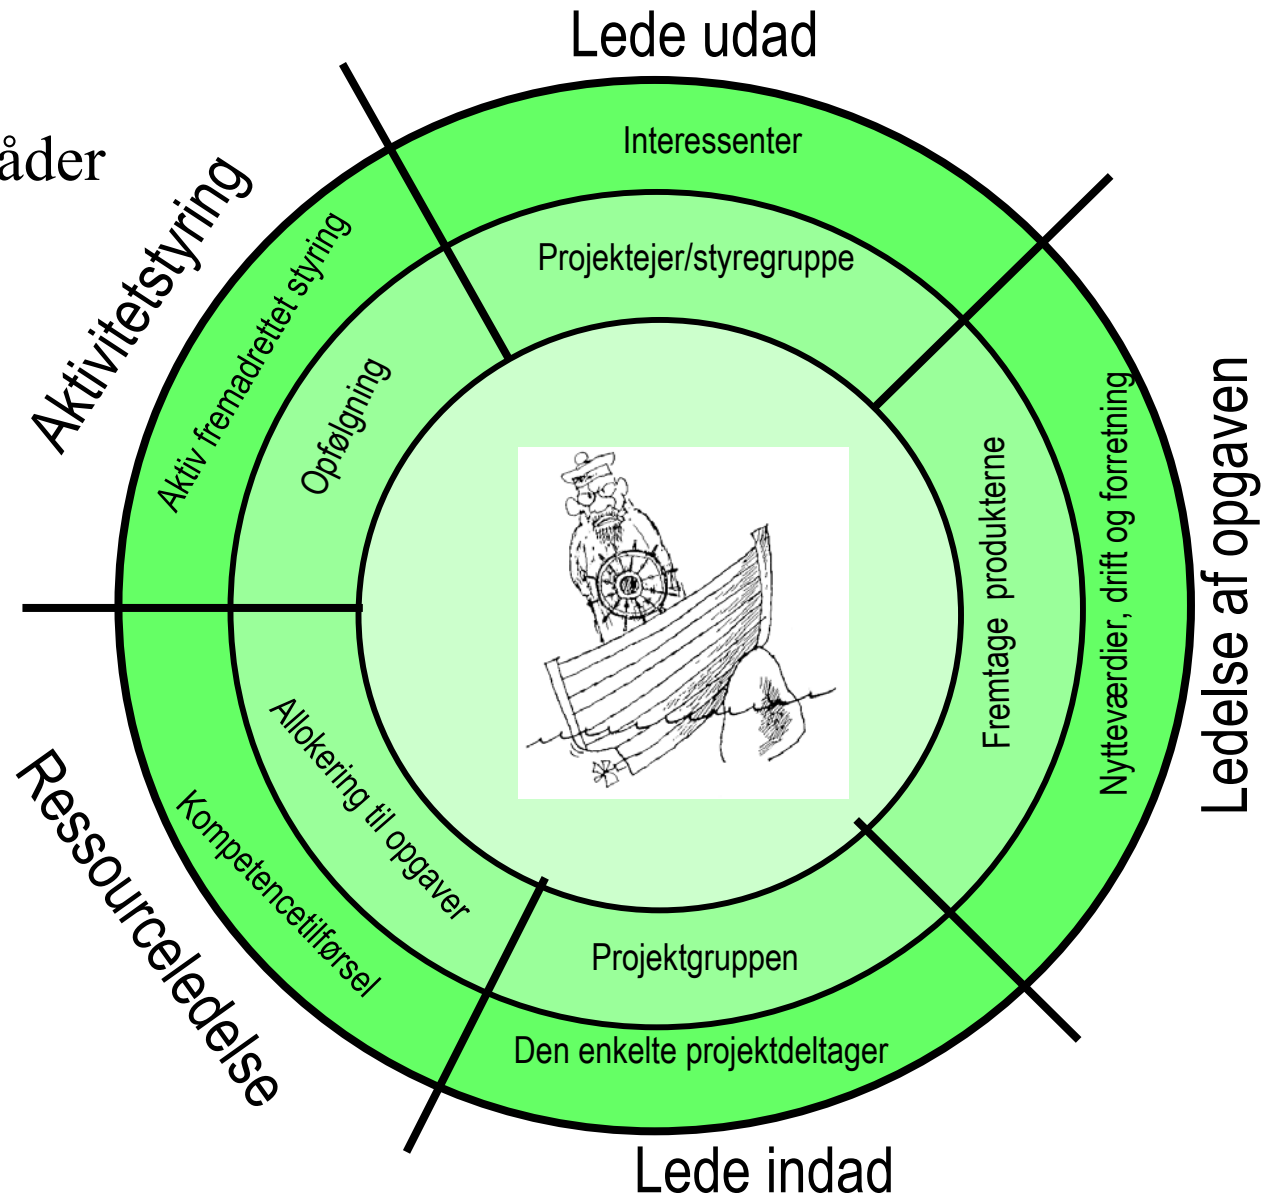 Lede udad
åder
Interessenter
Projektejer/styregruppe
Aktivitetstyring
Aktiv fremadrettet styring
Opfølgning
Ledelse af opgaven
Nytteværdier, drift og forretning
Fremtage produkterne
Ressourceledelse
Kompetencetilførsel
Allokering til opgaver
Projektgruppen
Den enkelte projektdeltager
Lede indad